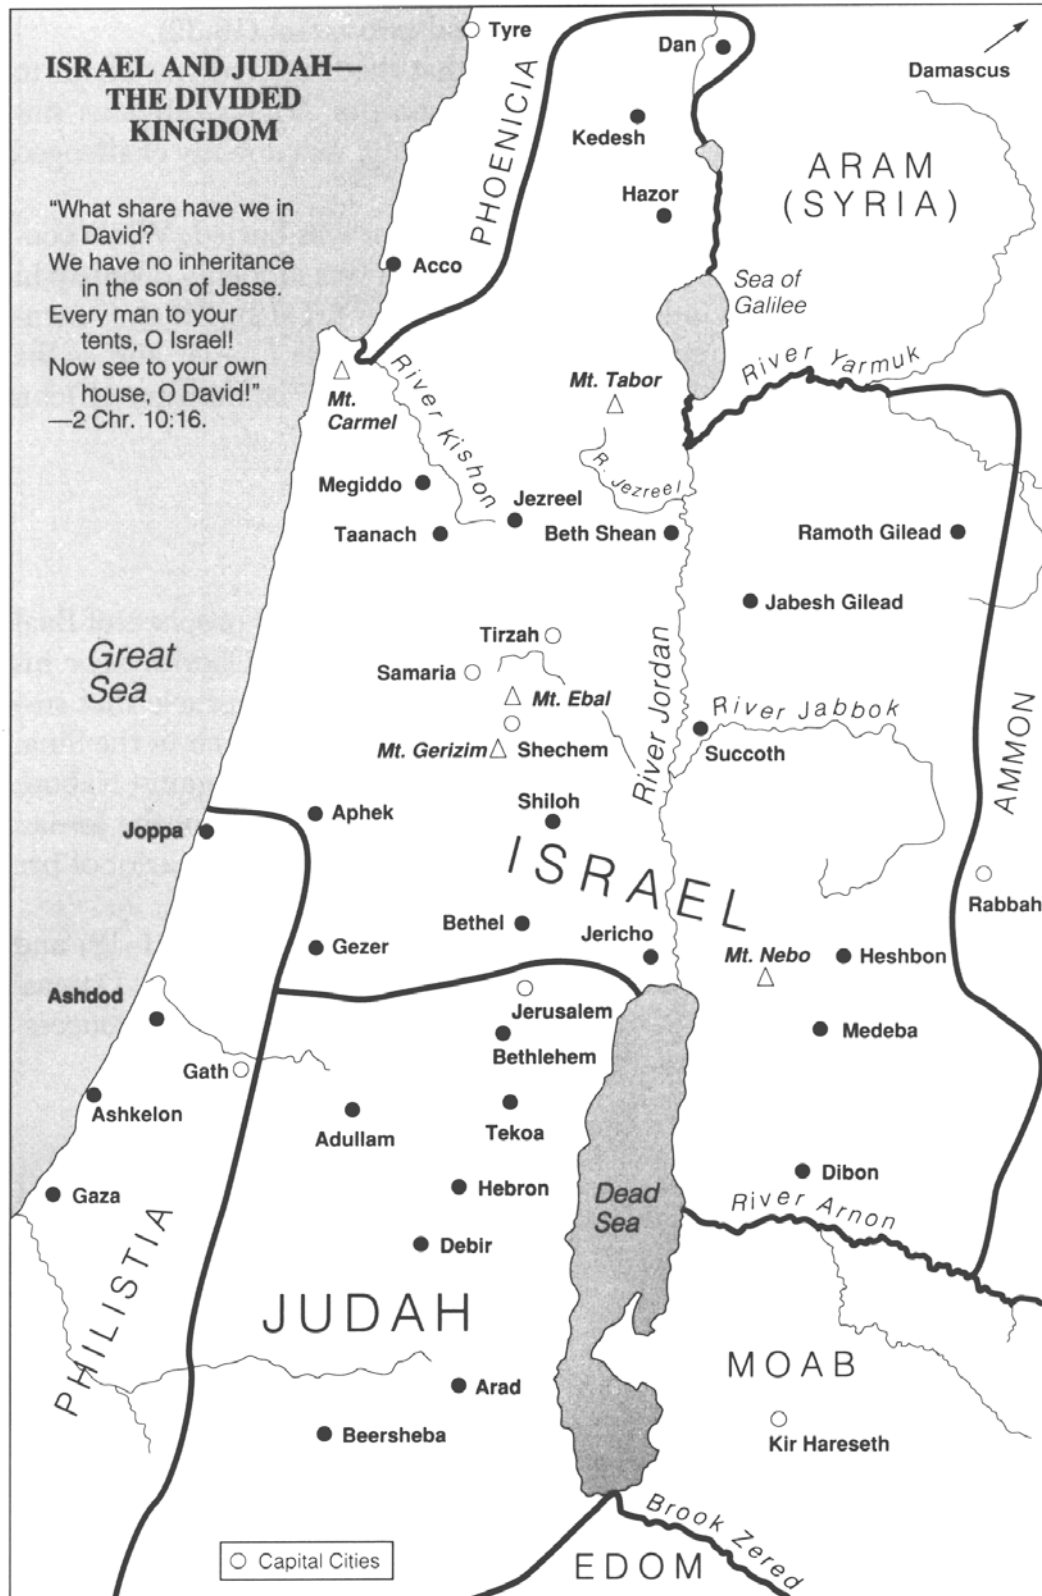 ISRAEL AND JUDAH—
THE DIVIDED
KINGDOM
"What share have we in
David?
We have no inheritance
in the son of Jesse.
Every man to your
tents, O Israel!
Now see to your own
house, O David!"
—2 Chr. 10:16.
Tyre
Dan
Damascus
PHOENICIA
Kedesh
ARAM
(SYRIA)
Hazor
Acco
Sea of
Galilee
River Yarmuk
Mt. Tabor
Mt.
Carmel
River Kishon
R. Jezreel
Megiddo
Jezreel
Taanach
Beth Shean
Ramoth Gilead
Jabesh Gilead
Great
Sea
Tirzah
Samaria
River Jordan
Mt. Ebal
River Jabbok
AMMON
Mt. Gerizim
Shechem
Succoth
Aphek
Shiloh
Joppa
ISRAEL
Rabbah
Bethel
Gezer
Jericho
Mt. Nebo
Heshbon
Ashdod
Jerusalem
Medeba
Bethlehem
Gath
Ashkelon
Adullam
Tekoa
Dibon
Gaza
Hebron
Dead
Sea
River Arnon
Debir
PHILISTIA
JUDAH
MOAB
Arad
Beersheba
Kir Hareseth
Brook Zered
Capital Cities
EDOM